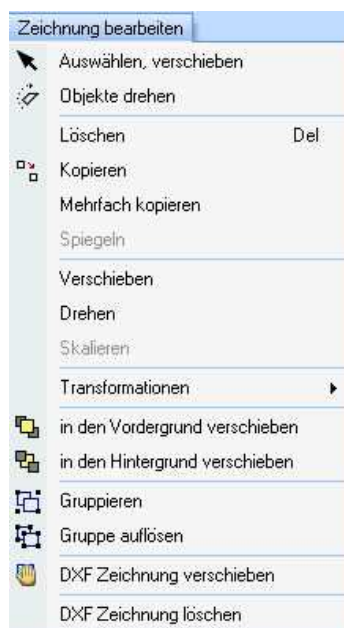 Zeichnung bearbeiten
Auswählen, verschieben
Objekte drehen
Löschen Del
Kopieren
Mehrfach kopieren
Spiegeln
Verschieben
Drehen
Skalieren
Transformationen
in den Vordergrund verschieben
in den Hintergrund verschieben
Gruppieren
Gruppe auflösen
DXF Zeichnung verschieben
DXF Zeichnung löschen